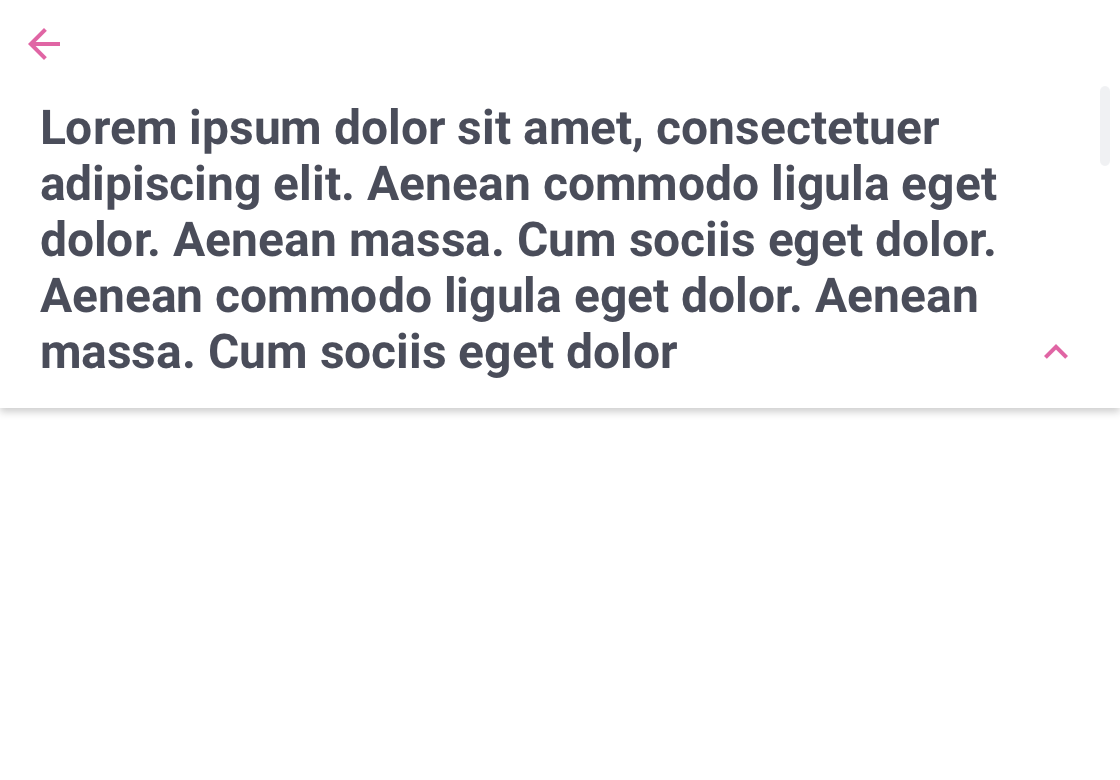 Lorem ipsum dolor sit amet, consectetuer
adipiscing elit. Aenean commodo ligula eget
dolor. Aenean massa. Cum sociis eget dolor.
Aenean commodo ligula eget dolor. Aenean
massa. Cum sociis eget dolor